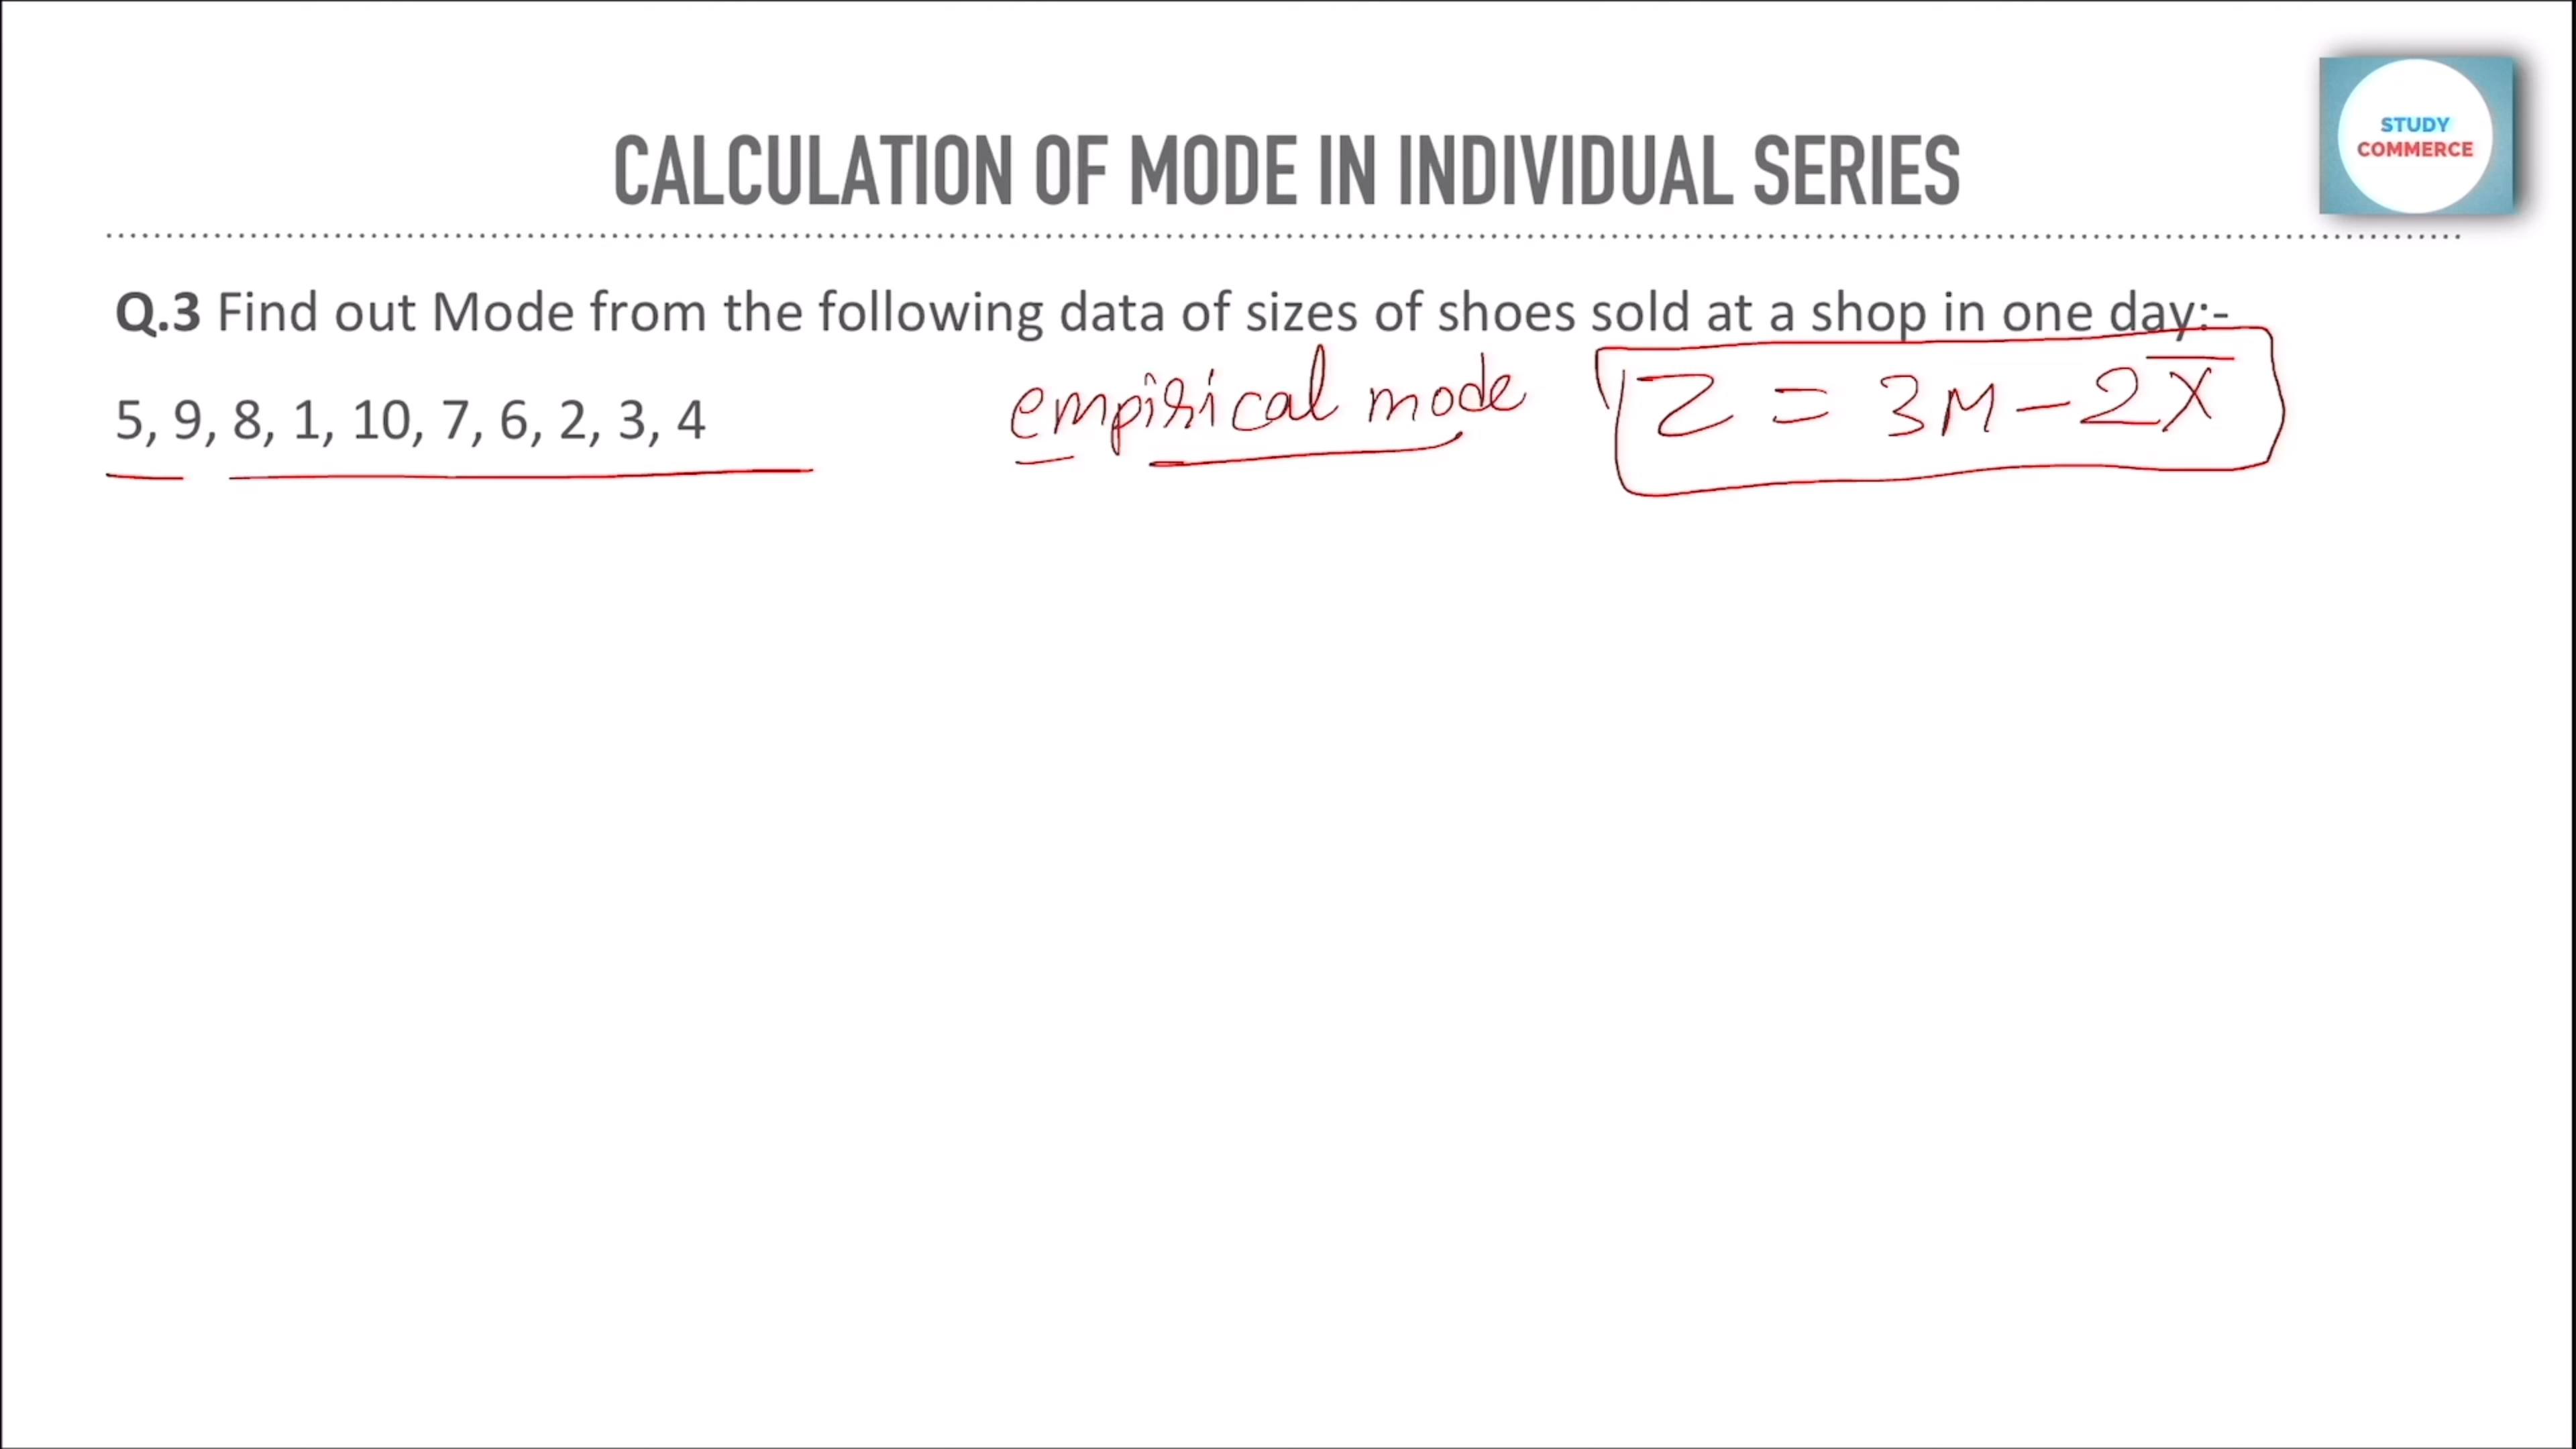 STUDY
COMMERCE
CALCULATION OF MODE IN INDIVIDUAL SERIES
Q.3 Find out Mode from the following data of sizes of shoes sold at a shop in one day:-
5, 9, 8, 1, 10, 7, 6, 2, 3, 4
empirical mode Z = 3M - 2X̅